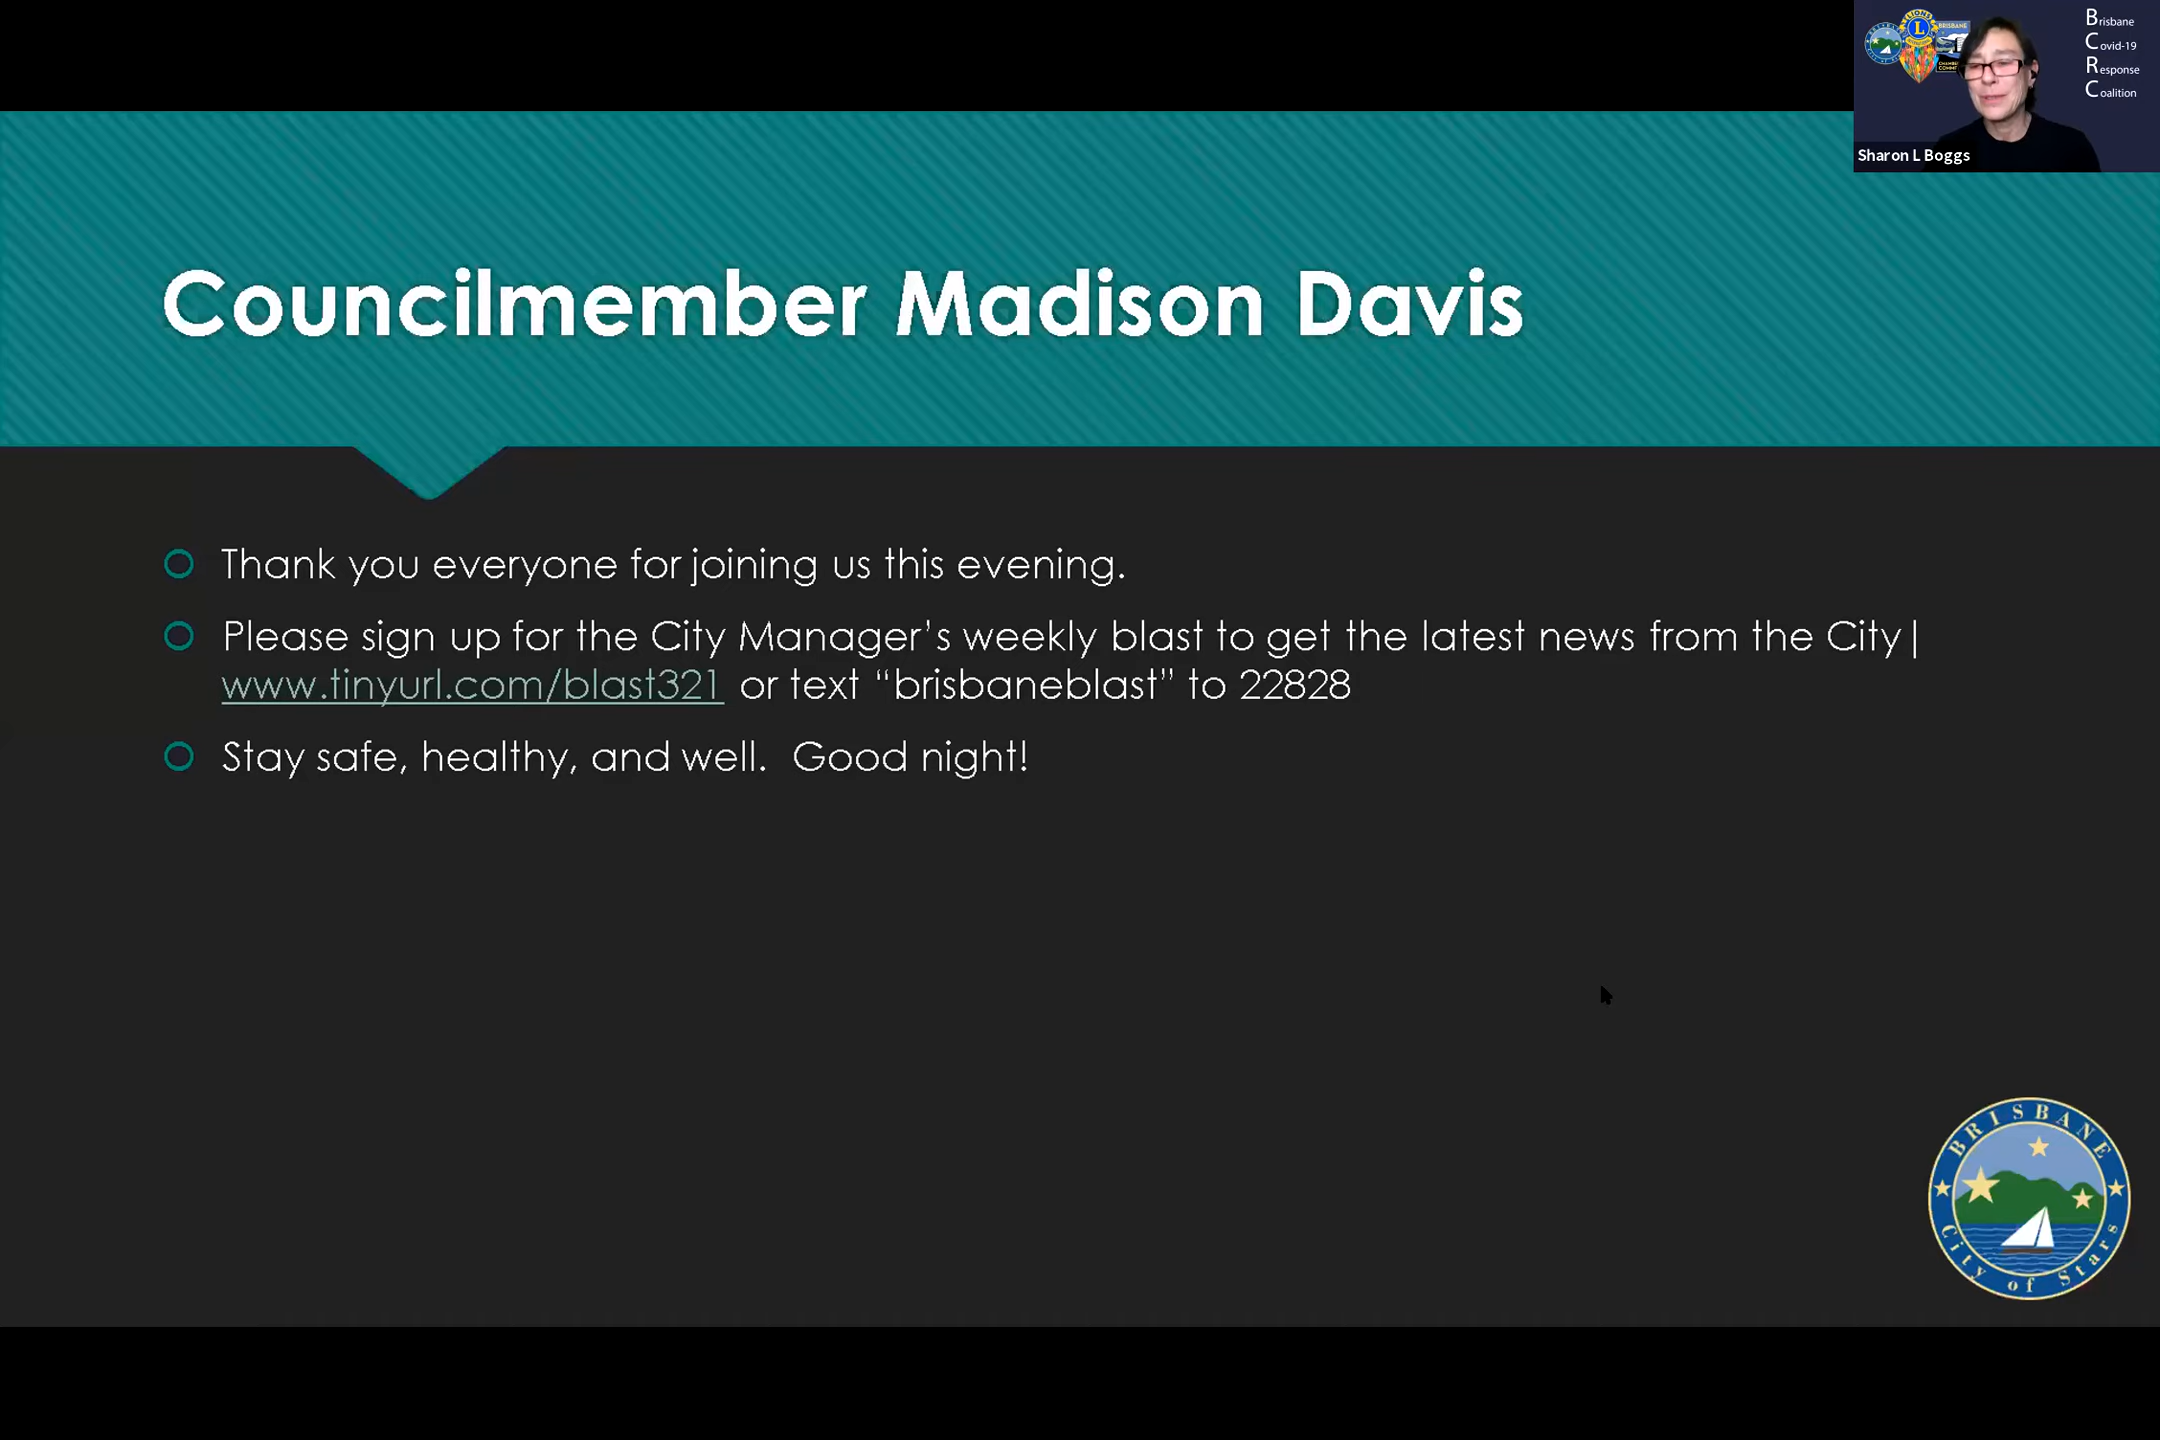 Brisbane
Covid-19
Response
Coalition
Sharon L Boggs
Councilmember Madison Davis
Thank you everyone for joining us this evening.
Please sign up for the City Manager’s weekly blast to get the latest news from the City|
www.tinyurl.com/blast321 or text “brisbaneblast” to 22828
Stay safe, healthy, and well.  Good night!
BRISBANE
City of Stars